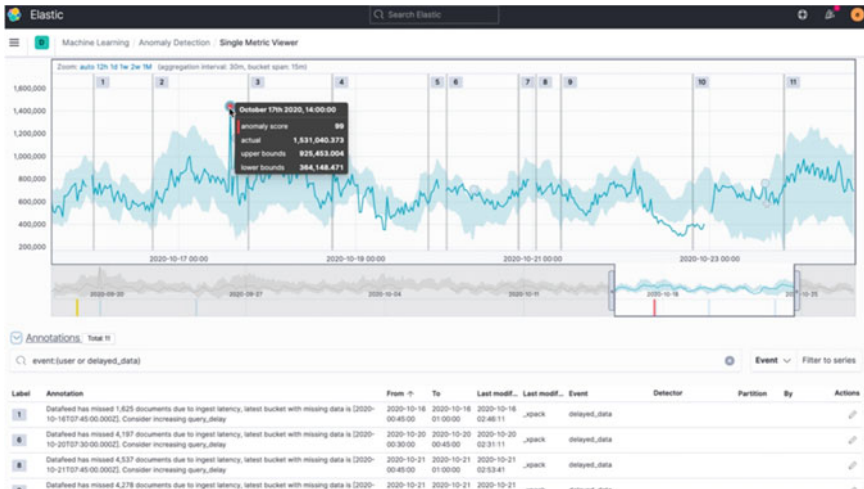 Elastic
Search Elastic
D
Machine Learning / Anomaly Detection / Single Metric Viewer
Zoom: auto 12h 1d 1w 2w 1M (aggregation interval: 30m, bucket span: 15m)
1 2 3 4 5 6 7 8 9 10 11
1,600,000
1,400,000
1,200,000
1,000,000
800,000
600,000
400,000
200,000
October 17th 2020, 14:00:00
anomaly score 99
actual 1,531,040.373
upper bounds 925,453.004
lower bounds 364,148.471
2020-10-17 00:00 2020-10-19 00:00 2020-10-21 00:00 2020-10-23 00:00
2020-09-20 2020-09-27 2020-10-04 2020-10-11 2020-10-18 2020-10-25
Annotations Total: 11
event:(user or delayed_data)
Event
Filter to series
Label Annotation From To Last modif... Last modif... Event Detector Partition By Actions
1 Datafeed has missed 1,625 documents due to ingest latency, latest bucket with missing data is [2020- 2020-10-16 2020-10-16 2020-10-16 _xpack delayed_data
10-16T07:45:00.000Z]. Consider increasing query_delay 00:45:00 01:00:00 02:46:11
6 Datafeed has missed 4,197 documents due to ingest latency, latest bucket with missing data is [2020- 2020-10-20 2020-10-20 2020-10-20 _xpack delayed_data
10-20T07:30:00.000Z]. Consider increasing query_delay 00:30:00 00:45:00 02:31:11
8 Datafeed has missed 4,537 documents due to ingest latency, latest bucket with missing data is [2020- 2020-10-21 2020-10-21 2020-10-21 _xpack delayed_data
10-21T07:45:00.000Z]. Consider increasing query_delay 00:45:00 01:00:00 02:53:41
Datafeed has missed 4,278 documents due to ingest latency, latest bucket with missing data is [2020- 2020-10-21 2020-10-21 2020-10-21